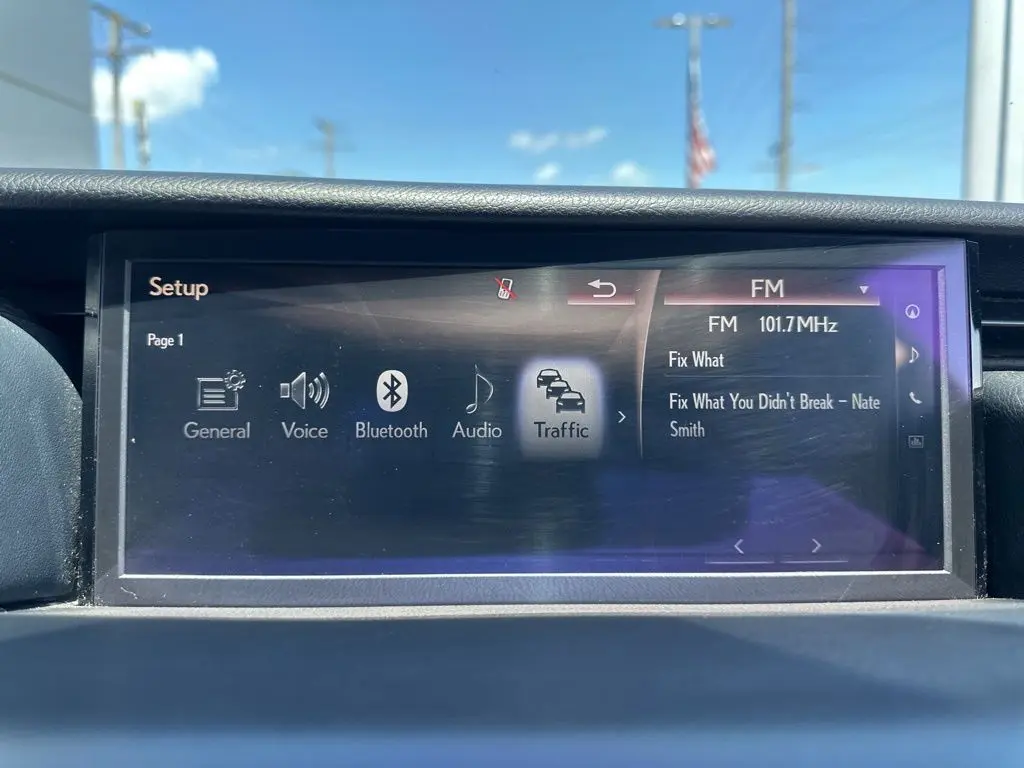 Setup
Page 1
General
Voice
Bluetooth
Audio
Traffic
FM
FM 101.7MHz
Fix What
Fix What You Didn't Break – Nate
Smith